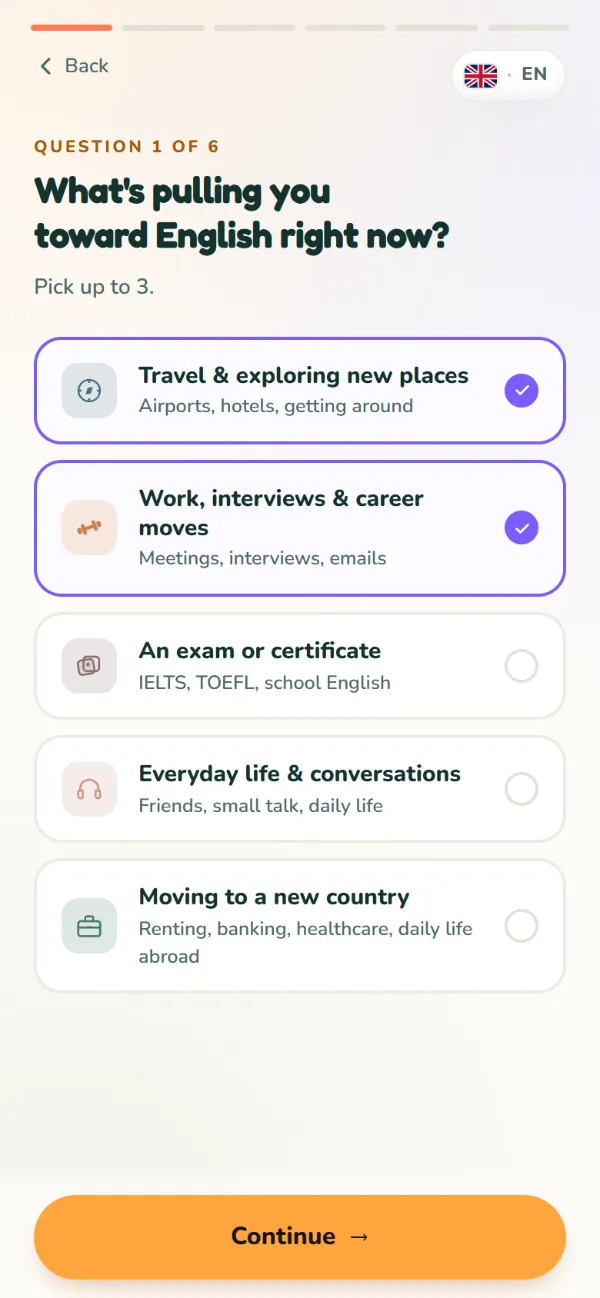 Back
· EN
QUESTION 1 OF 6
What's pulling you
toward English right now?
Pick up to 3.
Travel & exploring new places
Airports, hotels, getting around
Work, interviews & career
moves
Meetings, interviews, emails
An exam or certificate
IELTS, TOEFL, school English
Everyday life & conversations
Friends, small talk, daily life
Moving to a new country
Renting, banking, healthcare, daily life
abroad
Continue →